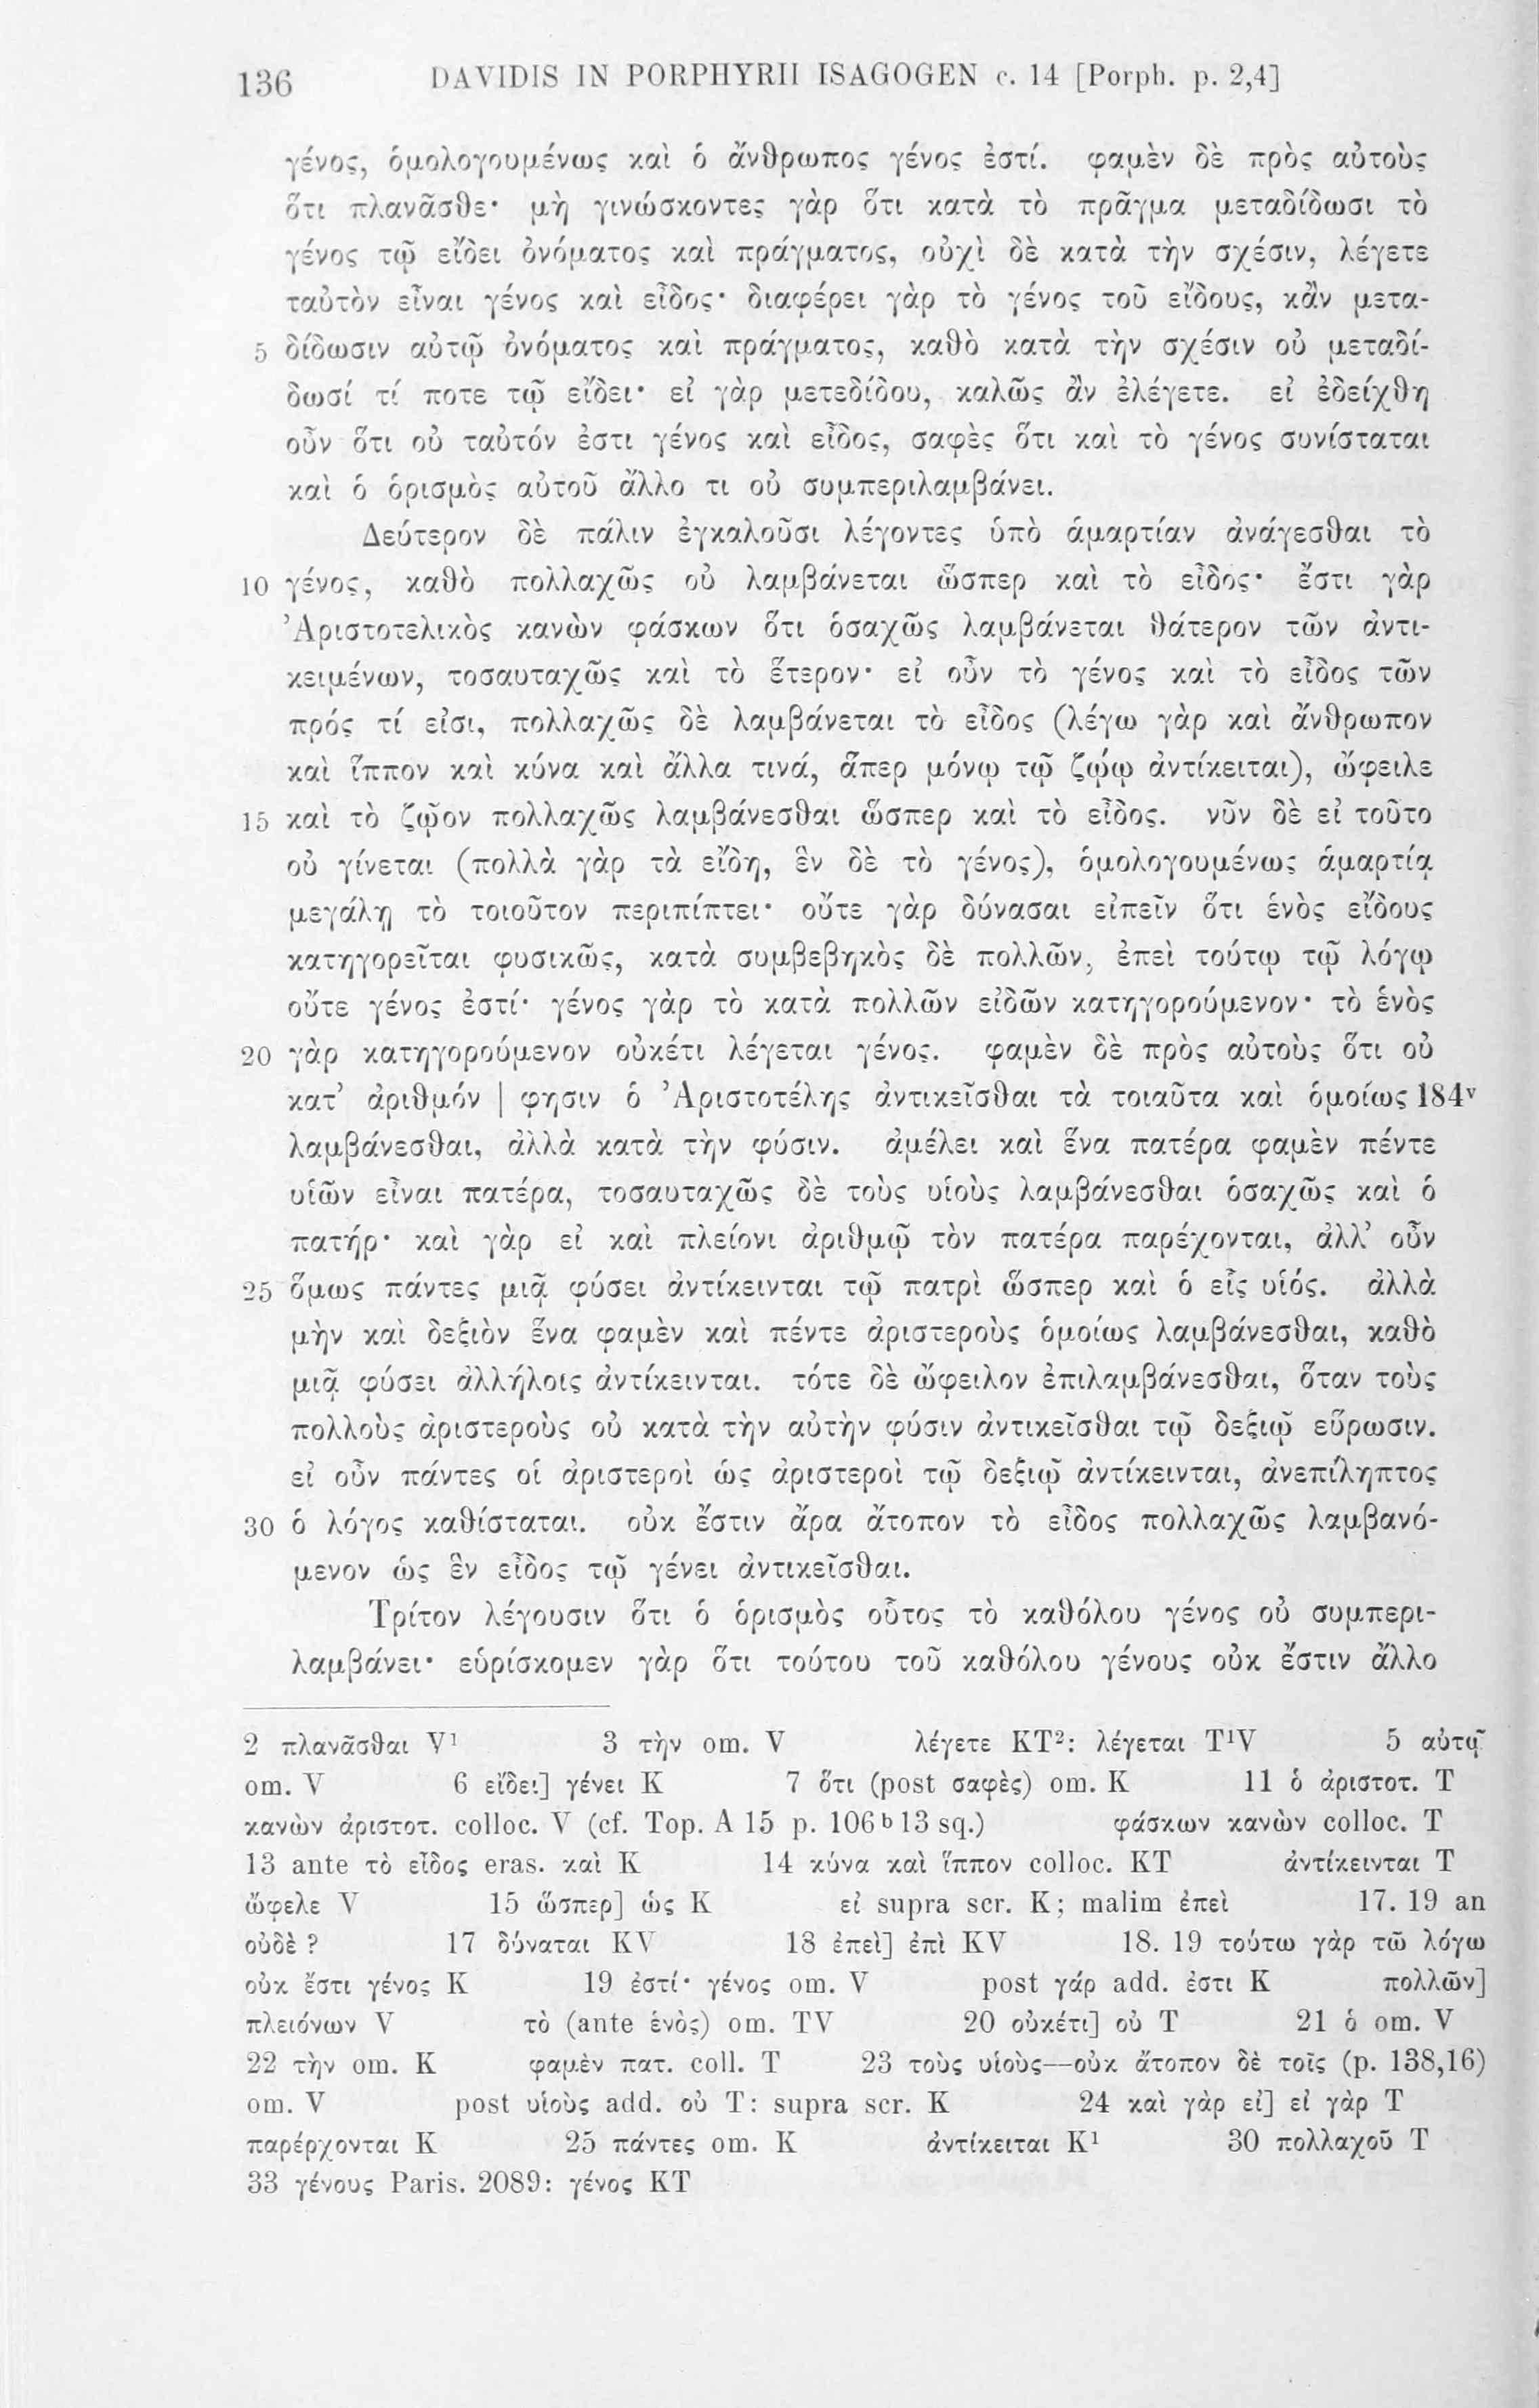 136 DAVIDIS IN PORPHYRII ISAGOGEN c. 14 [Porph. p. 2,4]
γένος, ὁμολογουμένως καὶ ὁ ἄνθρωπος γένος ἐστί. φαμὲν δὲ πρὸς αὐτοὺς
ὅτι πλανᾶσθε· μὴ γινώσκοντες γὰρ ὅτι κατὰ τὸ πρᾶγμα μεταδίδωσι τὸ
γένος τῷ εἴδει ὀνόματος καὶ πράγματος, οὐχὶ δὲ κατὰ τὴν σχέσιν, λέγετε
ταὐτὸν εἶναι γένος καὶ εἶδος· διαφέρει γὰρ τὸ γένος τοῦ εἴδους, κἂν μετα-
5 δίδωσιν αὐτῷ ὀνόματος καὶ πράγματος, καθὸ κατὰ τὴν σχέσιν οὐ μεταδί-
δωσί τί ποτε τῷ εἴδει· εἰ γὰρ μετεδίδου, καλῶς ἂν ἐλέγετε. εἰ ἐδείχθη
οὖν ὅτι οὐ ταὐτόν ἐστι γένος καὶ εἶδος, σαφὲς ὅτι καὶ τὸ γένος συνίσταται
καὶ ὁ ὁρισμὸς αὐτοῦ ἄλλο τι οὐ συμπεριλαμβάνει.
Δεύτερον δὲ πάλιν ἐγκαλοῦσι λέγοντες ὑπὸ ἁμαρτίαν ἀνάγεσθαι τὸ
10 γένος, καθὸ πολλαχῶς οὐ λαμβάνεται ὥσπερ καὶ τὸ εἶδος· ἔστι γὰρ
Ἀριστοτελικὸς κανὼν φάσκων ὅτι ὁσαχῶς λαμβάνεται θάτερον τῶν ἀντι-
κειμένων, τοσαυταχῶς καὶ τὸ ἕτερον· εἰ οὖν τὸ γένος καὶ τὸ εἶδος τῶν
πρός τί εἰσι, πολλαχῶς δὲ λαμβάνεται τὸ εἶδος (λέγω γὰρ καὶ ἄνθρωπον
καὶ ἵππον καὶ κύνα καὶ ἄλλα τινά, ἅπερ μόνῳ τῷ ζῴῳ ἀντίκειται), ὤφειλε
15 καὶ τὸ ζῷον πολλαχῶς λαμβάνεσθαι ὥσπερ καὶ τὸ εἶδος. νῦν δὲ εἰ τοῦτο
οὐ γίνεται (πολλὰ γὰρ τὰ εἴδη, ἓν δὲ τὸ γένος), ὁμολογουμένως ἁμαρτίᾳ
μεγάλῃ τὸ τοιοῦτον περιπίπτει· οὔτε γὰρ δύνασαι εἰπεῖν ὅτι ἑνὸς εἴδους
κατηγορεῖται φυσικῶς, κατὰ συμβεβηκὸς δὲ πολλῶν, ἐπεὶ τούτῳ τῷ λόγῳ
οὔτε γένος ἐστί· γένος γὰρ τὸ κατὰ πολλῶν εἰδῶν κατηγορούμενον· τὸ ἑνὸς
20 γὰρ κατηγορούμενον οὐκέτι λέγεται γένος. φαμὲν δὲ πρὸς αὐτοὺς ὅτι οὐ
κατ’ ἀριθμόν | φησιν ὁ Ἀριστοτέλης ἀντικεῖσθαι τὰ τοιαῦτα καὶ ὁμοίως 184ᵛ
λαμβάνεσθαι, ἀλλὰ κατὰ τὴν φύσιν. ἀμέλει καὶ ἕνα πατέρα φαμὲν πέντε
υἱῶν εἶναι πατέρα, τοσαυταχῶς δὲ τοὺς υἱοὺς λαμβάνεσθαι ὁσαχῶς καὶ ὁ
πατήρ· καὶ γὰρ εἰ καὶ πλείονι ἀριθμῷ τὸν πατέρα παρέχονται, ἀλλ’ οὖν
25 ὅμως πάντες μιᾷ φύσει ἀντίκεινται τῷ πατρὶ ὥσπερ καὶ ὁ εἷς υἱός. ἀλλὰ
μὴν καὶ δεξιὸν ἕνα φαμὲν καὶ πέντε ἀριστεροὺς ὁμοίως λαμβάνεσθαι, καθὸ
μιᾷ φύσει ἀλλήλοις ἀντίκεινται. τότε δὲ ὤφειλον ἐπιλαμβάνεσθαι, ὅταν τοὺς
πολλοὺς ἀριστεροὺς οὐ κατὰ τὴν αὐτὴν φύσιν ἀντικεῖσθαι τῷ δεξιῷ εὕρωσιν.
εἰ οὖν πάντες οἱ ἀριστεροὶ ὡς ἀριστεροὶ τῷ δεξιῷ ἀντίκεινται, ἀνεπίληπτος
30 ὁ λόγος καθίσταται. οὐκ ἔστιν ἄρα ἄτοπον τὸ εἶδος πολλαχῶς λαμβανό-
μενον ὡς ἓν εἶδος τῷ γένει ἀντικεῖσθαι.
Τρίτον λέγουσιν ὅτι ὁ ὁρισμὸς οὗτος τὸ καθόλου γένος οὐ συμπερι-
λαμβάνει· εὑρίσκομεν γὰρ ὅτι τούτου τοῦ καθόλου γένους οὐκ ἔστιν ἄλλο
2 πλανᾶσθαι V¹ 3 τὴν om. V λέγετε KT²: λέγεται T¹V 5 αὐτῷ
om. V 6 εἴδει] γένει K 7 ὅτι (post σαφὲς) om. K 11 ὁ ἀριστοτ. T
κανὼν ἀριστοτ. colloc. V (cf. Top. A 15 p. 106ᵇ13 sq.) φάσκων κανὼν colloc. T
13 ante τὸ εἶδος eras. καὶ K 14 κύνα καὶ ἵππον colloc. KT ἀντίκεινται T
ὤφελε V 15 ὥσπερ] ὡς K εἰ supra scr. K; malim ἐπεὶ 17. 19 an
οὐδὲ ? 17 δύναται KV 18 ἐπεὶ] ἐπὶ KV 18. 19 τούτω γὰρ τῶ λόγω
οὐκ ἔστι γένος K 19 ἐστί· γένος om. V post γάρ add. ἐστι K πολλῶν]
πλειόνων V τὸ (ante ἑνὸς) om. TV 20 οὐκέτι] οὐ T 21 ὁ om. V
22 τὴν om. K φαμὲν πατ. coll. T 23 τοὺς υἱοὺς—οὐκ ἄτοπον δὲ τοῖς (p. 138,16)
om. V post υἱοὺς add. οὐ T: supra scr. K 24 καὶ γὰρ εἰ] εἰ γὰρ T
παρέρχονται K 25 πάντες om. K ἀντίκειται K¹ 30 πολλαχοῦ T
33 γένους Paris. 2089: γένος KT